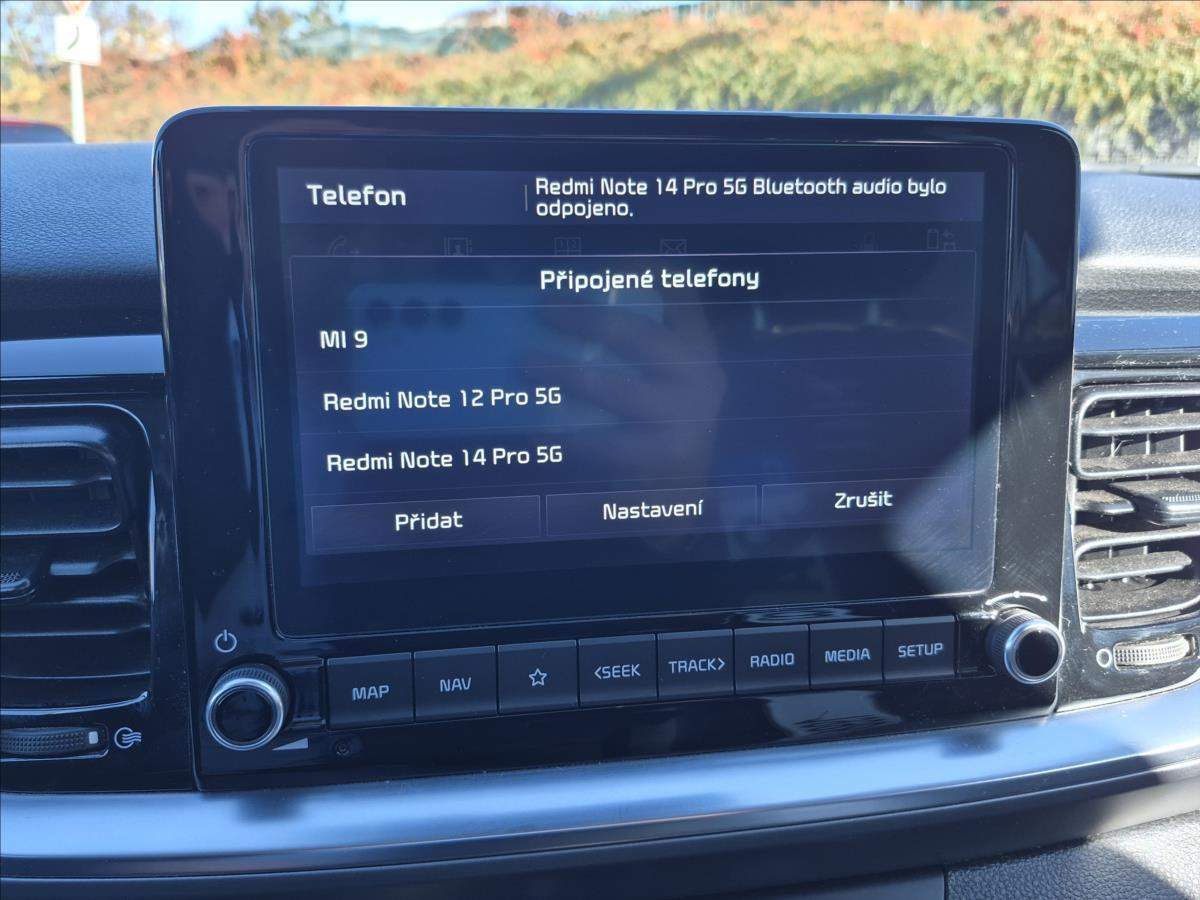 Telefon
Redmi Note 14 Pro 5G Bluetooth audio bylo
odpojeno.
Připojené telefony
MI 9
Redmi Note 12 Pro 5G
Redmi Note 14 Pro 5G
Přidat
Nastavení
Zrušit
MAP
NAV
<SEEK
TRACK>
RADIO
MEDIA
SETUP